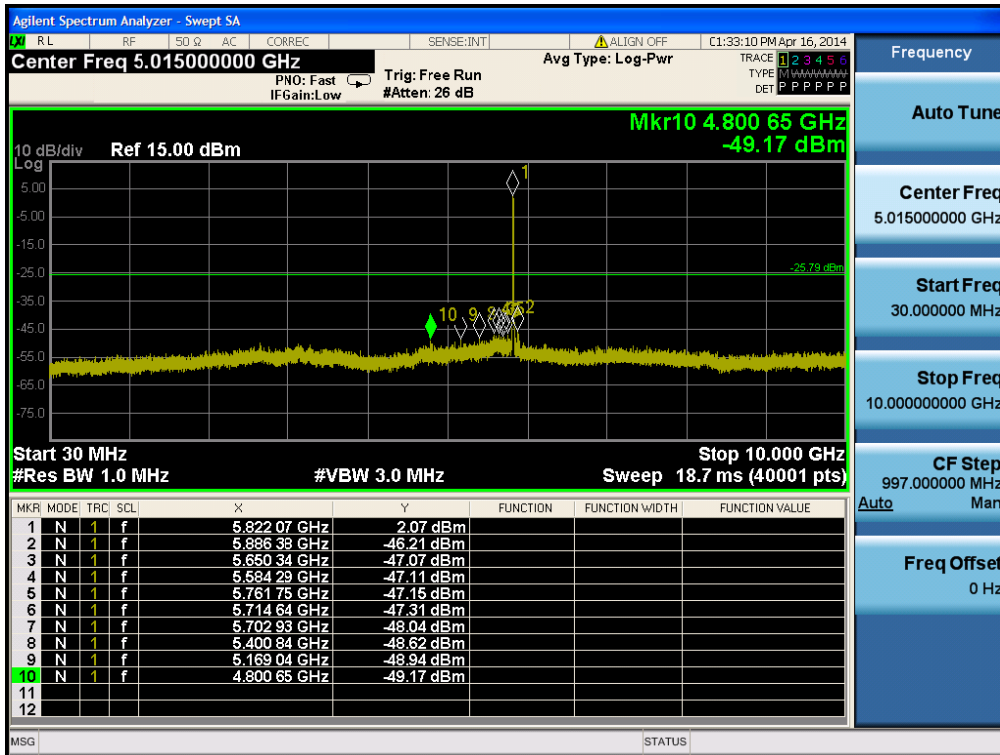 Agilent Spectrum Analyzer - Swept SA
LXI RL RF 50 Ω AC CORREC SENSE:INT ALIGN OFF 01:33:10 PM Apr 16, 2014
Center Freq 5.015000000 GHz
PNO: Fast
IFGain:Low
Trig: Free Run
#Atten: 26 dB
Avg Type: Log-Pwr
TRACE 1 2 3 4 5 6
TYPE M
DET P P P P P P
Mkr10 4.800 65 GHz
-49.17 dBm
10 dB/div Ref 15.00 dBm
Log
5.00
-5.00
-15.0
-25.0
-35.0
-45.0
-55.0
-65.0
-75.0
-25.79 dBm
1
10 9 8 2
Start 30 MHz
Stop 10.000 GHz
#Res BW 1.0 MHz #VBW 3.0 MHz Sweep 18.7 ms (40001 pts)
MKR MODE TRC SCL X Y FUNCTION FUNCTION WIDTH FUNCTION VALUE
1 N 1 f 5.822 07 GHz 2.07 dBm
2 N 1 f 5.886 38 GHz -46.21 dBm
3 N 1 f 5.650 34 GHz -47.07 dBm
4 N 1 f 5.584 29 GHz -47.11 dBm
5 N 1 f 5.761 75 GHz -47.15 dBm
6 N 1 f 5.714 64 GHz -47.31 dBm
7 N 1 f 5.702 93 GHz -48.04 dBm
8 N 1 f 5.400 84 GHz -48.62 dBm
9 N 1 f 5.169 04 GHz -48.94 dBm
10 N 1 f 4.800 65 GHz -49.17 dBm
11
12
MSG STATUS
Frequency
Auto Tune
Center Freq
5.015000000 GHz
Start Freq
30.000000 MHz
Stop Freq
10.000000000 GHz
CF Step
997.000000 MHz
Auto Man
Freq Offset
0 Hz